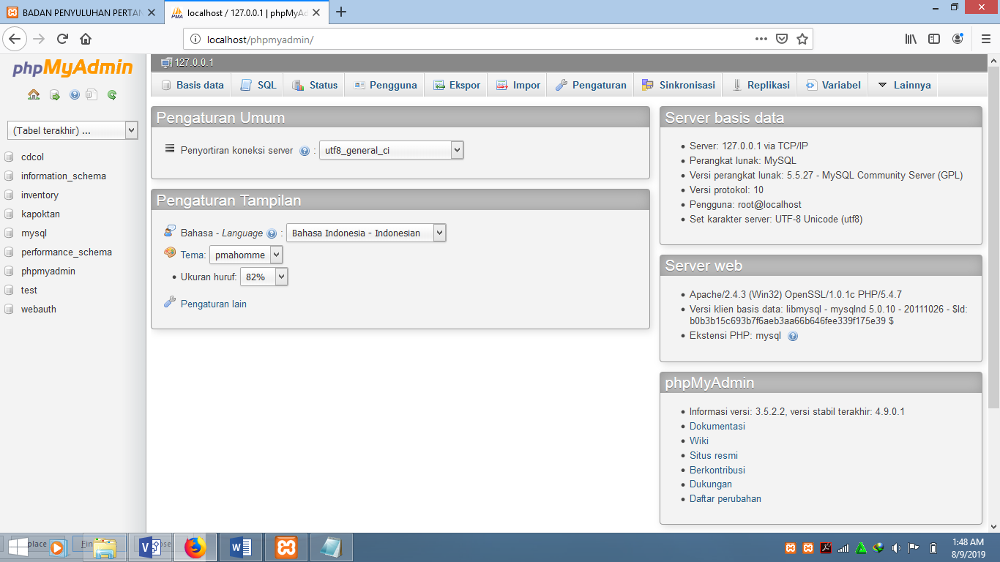 BADAN PENYULUHAN PERTAN
localhost / 127.0.0.1 | phpMyAd
localhost/phpmyadmin/
phpMyAdmin
127.0.0.1
Basis data SQL Status Pengguna Ekspor Impor Pengaturan Sinkronisasi Replikasi Variabel Lainnya
(Tabel terakhir) ...
cdcol
information_schema
inventory
kapoktan
mysql
performance_schema
phpmyadmin
test
webauth
Pengaturan Umum
Penyortiran koneksi server : utf8_general_ci
Pengaturan Tampilan
Bahasa - Language : Bahasa Indonesia - Indonesian
Tema: pmahomme
• Ukuran huruf: 82%
Pengaturan lain
Server basis data
• Server: 127.0.0.1 via TCP/IP
• Perangkat lunak: MySQL
• Versi perangkat lunak: 5.5.27 - MySQL Community Server (GPL)
• Versi protokol: 10
• Pengguna: root@localhost
• Set karakter server: UTF-8 Unicode (utf8)
Server web
• Apache/2.4.3 (Win32) OpenSSL/1.0.1c PHP/5.4.7
• Versi klien basis data: libmysql - mysqlnd 5.0.10 - 20111026 - $Id:
b0b3b15c693b7f6aeb3aa66b646fee339f175e39 $
• Ekstensi PHP: mysql
phpMyAdmin
• Informasi versi: 3.5.2.2, versi stabil terakhir: 4.9.0.1
• Dokumentasi
• Wiki
• Situs resmi
• Berkontribusi
• Dukungan
• Daftar perubahan
1:48 AM
8/9/2019